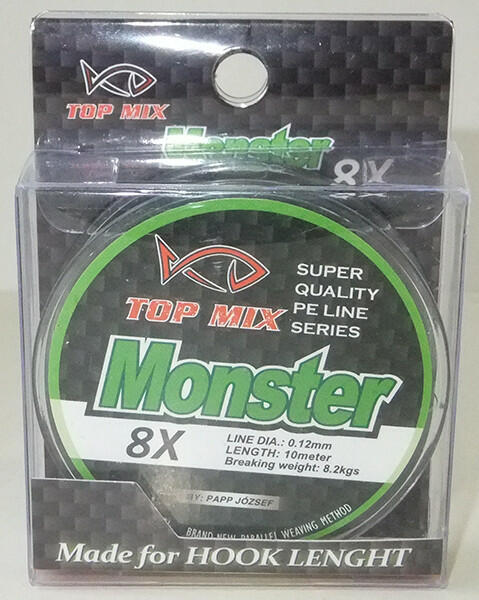 TOP MIX
Monster
8X
TOP MIX
SUPER
QUALITY
PE LINE
SERIES
Monster
8X
LINE DIA.: 0.12mm
LENGTH: 10meter
Breaking weight: 8.2kgs
BY: PAPP JÓZSEF
BRAND NEW PARALLEL WEAVING METHOD
Made for HOOK LENGHT